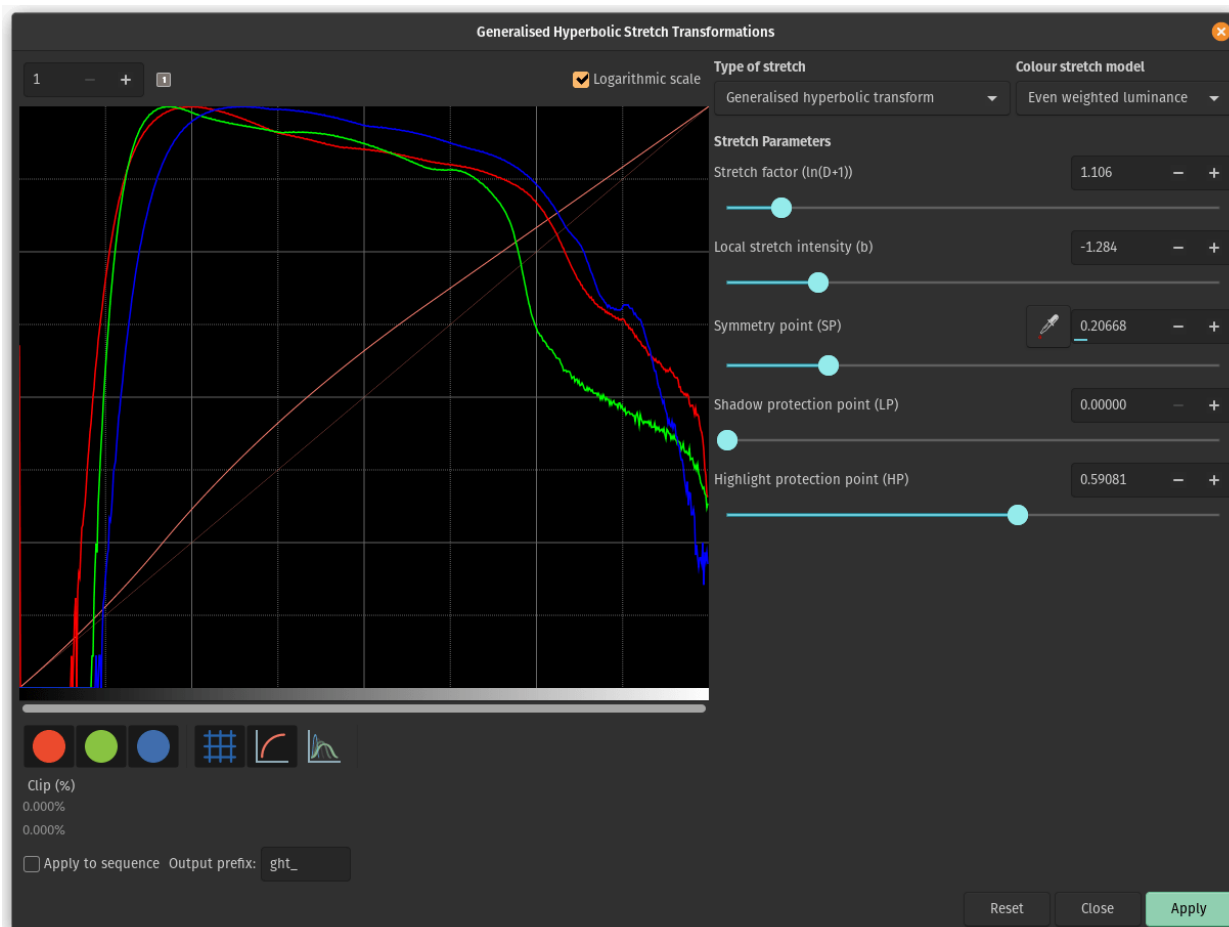 Generalised Hyperbolic Stretch Transformations
1 − + 1
Logarithmic scale
Type of stretch
Colour stretch model
Generalised hyperbolic transform
Even weighted luminance
Stretch Parameters
Stretch factor (ln(D+1))
1.106 − +
Local stretch intensity (b)
-1.284 − +
Symmetry point (SP)
0.20668 − +
Shadow protection point (LP)
0.00000 − +
Highlight protection point (HP)
0.59081 − +
Clip (%)
0.000%
0.000%
Apply to sequence Output prefix: ght_
Reset Close Apply